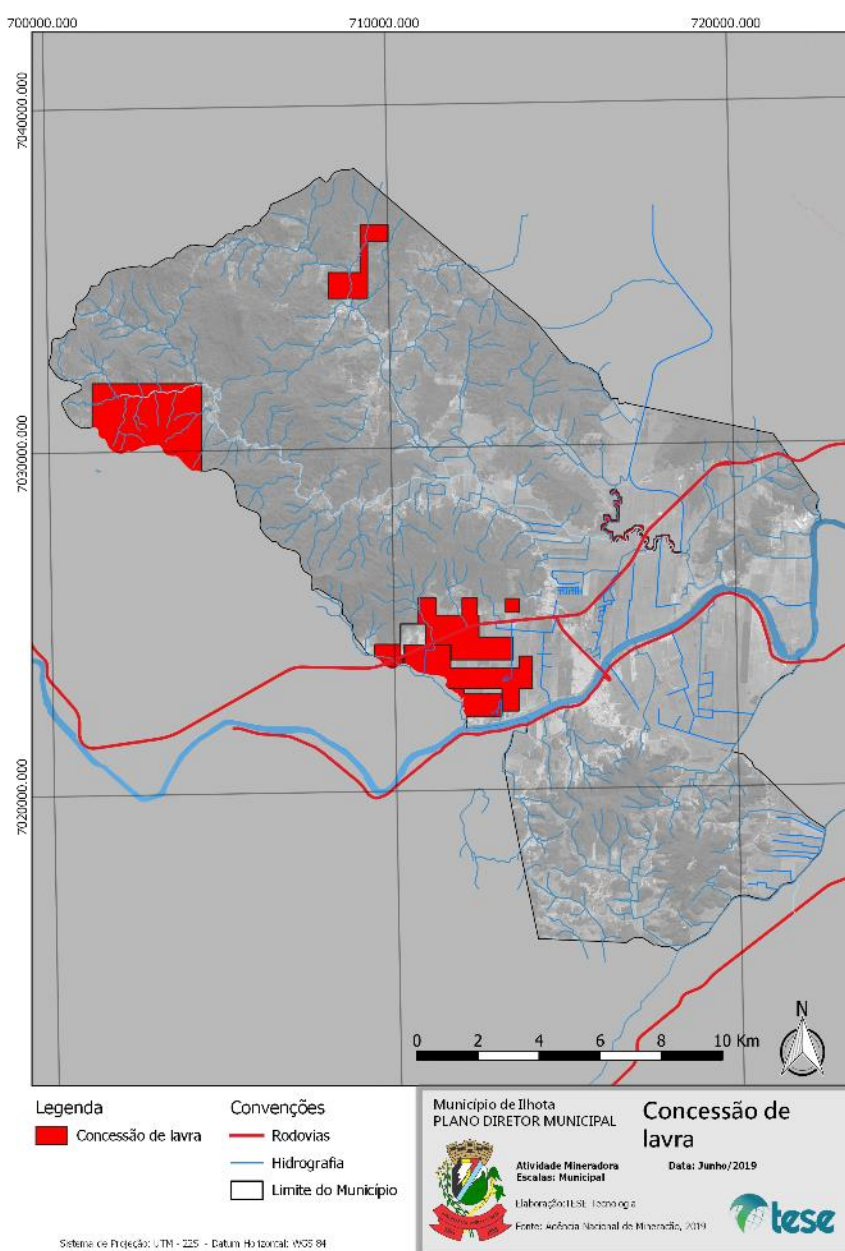 700000.000
710000.000
720000.000
7040000.000
7030000.000
7020000.000
N
0 2 4 6 8 10 Km
Legenda
Concessão de lavra
Convenções
Rodovias
Hidrografia
Limite do Município
Sistema de Projeção: UTM - 22S - Datum Horizontal: WGS 84
Município de Ilhota
PLANO DIRETOR MUNICIPAL
Concessão de
lavra
Atividade Mineradora
Escalas: Municipal
Data: Junho/2019
Elaboração:TESE Tecnologia
Fonte: Agência Nacional de Mineração, 2019
tese